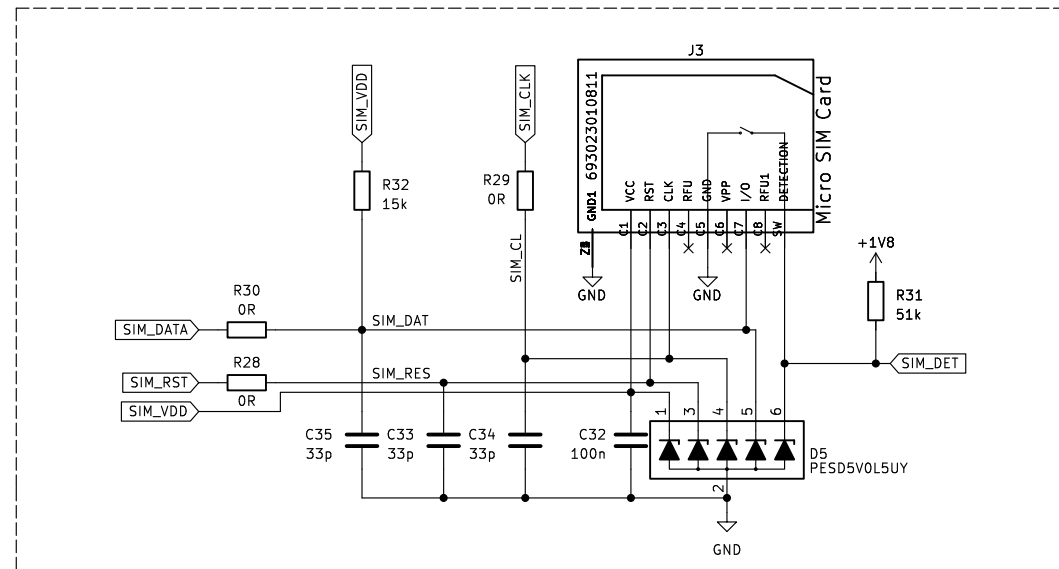 J3
SIM_VDD
SIM_CLK
693023010811
Micro SIM Card
GND1
VCC
RST
CLK
RFU
GND
VPP
I/O
RFU1
DETECTION
C1
C2
C3
C4
C5
C6
C7
C8
SW
R32
15k
R29
0R
SIM_CL
GND
GND
+1V8
R31
51k
R30
0R
SIM_DATA
SIM_DAT
SIM_DET
R28
0R
SIM_RST
SIM_RES
SIM_VDD
1
3
4
5
6
C35
33p
C33
33p
C34
33p
C32
100n
D5
PESD5V0L5UY
2
GND